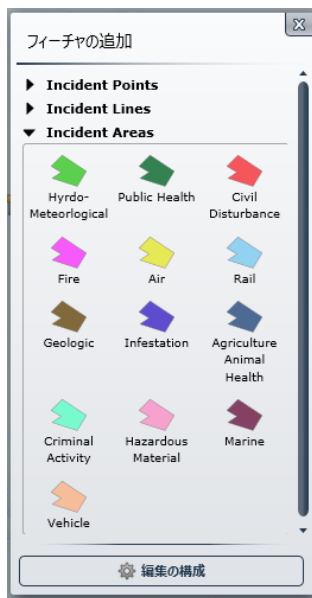 フィーチャの追加
Incident Points
Incident Lines
Incident Areas
Hyrdo-
Meteorlogical
Public Health
Civil
Disturbance
Fire
Air
Rail
Geologic
Infestation
Agriculture
Animal
Health
Criminal
Activity
Hazardous
Material
Marine
Vehicle
編集の構成